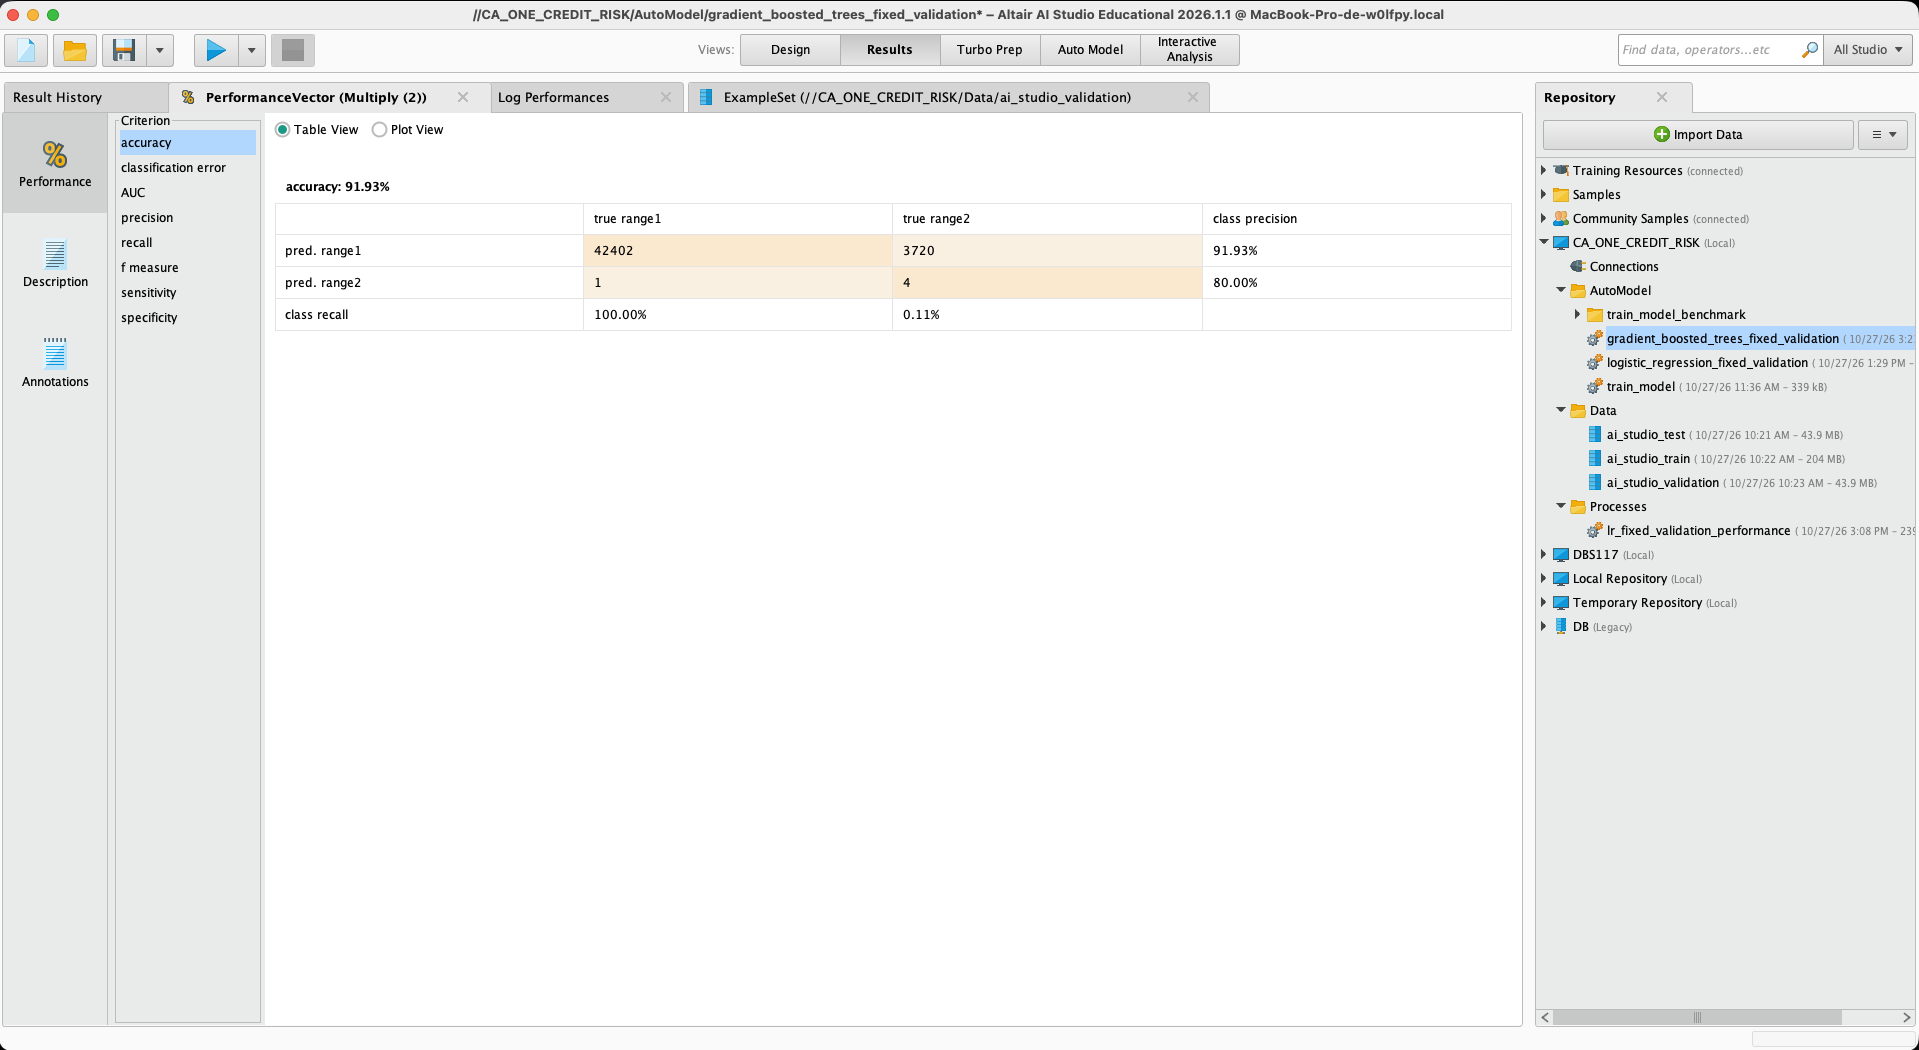 //CA_ONE_CREDIT_RISK/AutoModel/gradient_boosted_trees_fixed_validation* – Altair AI Studio Educational 2026.1.1 @ MacBook-Pro-de-w0lfpy.local
Views:
Design
Results
Turbo Prep
Auto Model
Interactive
Analysis
Find data, operators...etc
All Studio
Result History
PerformanceVector (Multiply (2))
Log Performances
ExampleSet (//CA_ONE_CREDIT_RISK/Data/ai_studio_validation)
Performance
Description
Annotations
Criterion
accuracy
classification error
AUC
precision
recall
f measure
sensitivity
specificity
Table View
Plot View
accuracy: 91.93%
true range1 true range2 class precision
pred. range1 42402 3720 91.93%
pred. range2 1 4 80.00%
class recall 100.00% 0.11%
Repository
Import Data
Training Resources (connected)
Samples
Community Samples (connected)
CA_ONE_CREDIT_RISK (Local)
Connections
AutoModel
train_model_benchmark
gradient_boosted_trees_fixed_validation ( 10/27/26 3:2
logistic_regression_fixed_validation ( 10/27/26 1:29 PM –
train_model ( 10/27/26 11:36 AM – 339 kB)
Data
ai_studio_test ( 10/27/26 10:21 AM – 43.9 MB)
ai_studio_train ( 10/27/26 10:22 AM – 204 MB)
ai_studio_validation ( 10/27/26 10:23 AM – 43.9 MB)
Processes
lr_fixed_validation_performance ( 10/27/26 3:08 PM – 239
DBS117 (Local)
Local Repository (Local)
Temporary Repository (Local)
DB (Legacy)